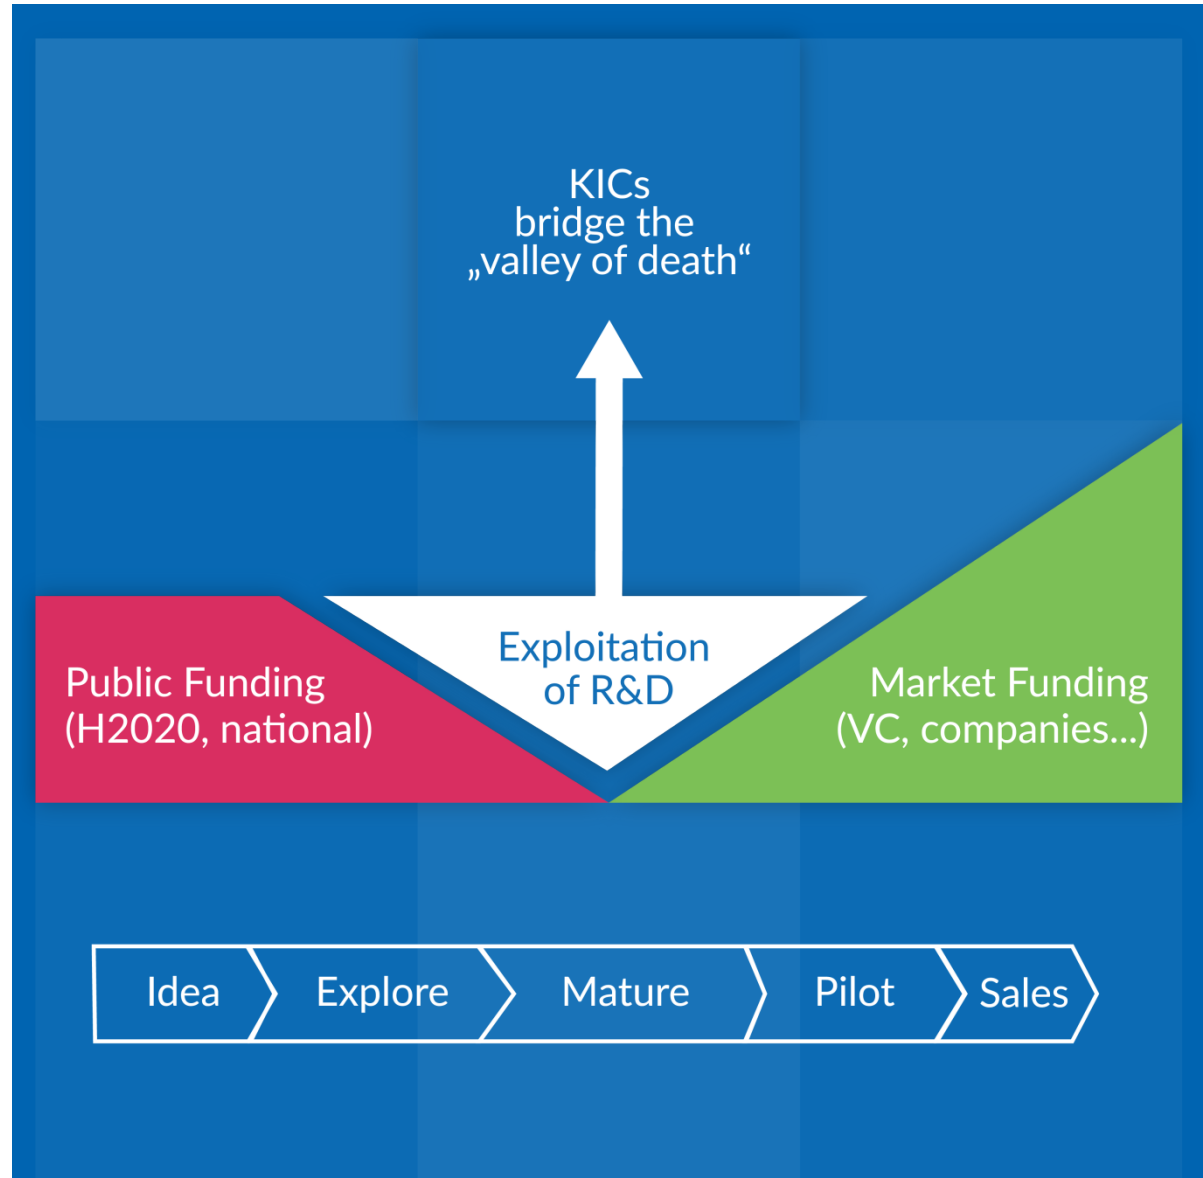 KICs
bridge the
„valley of death“
Exploitation
of R&D
Public Funding
(H2020, national)
Market Funding
(VC, companies...)
Idea
Explore
Mature
Pilot
Sales